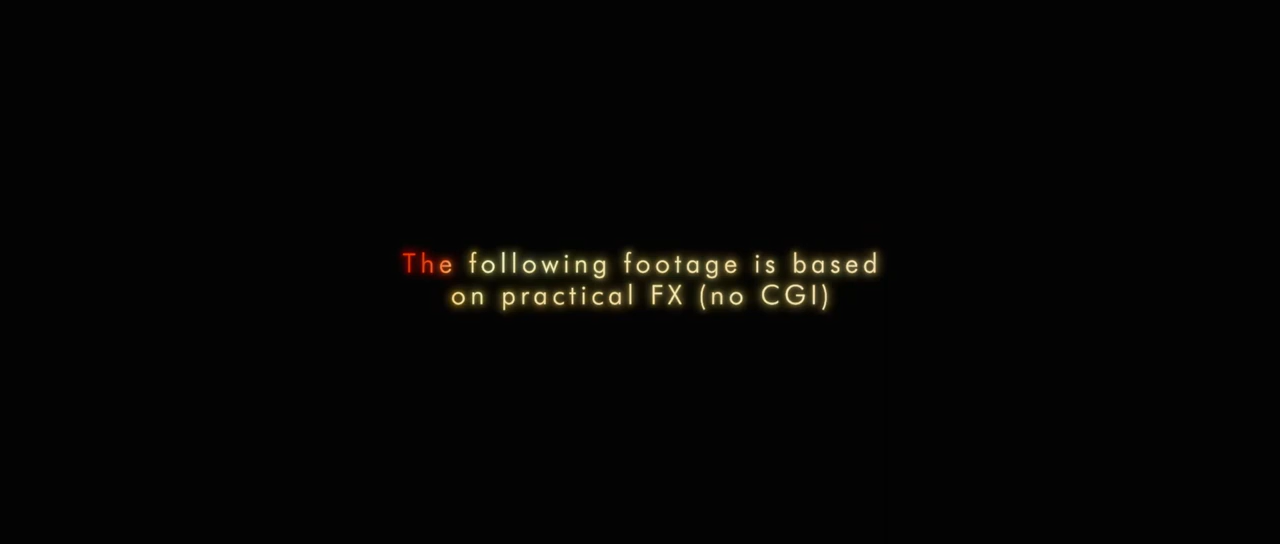 The following footage is based
on practical FX (no CGI)